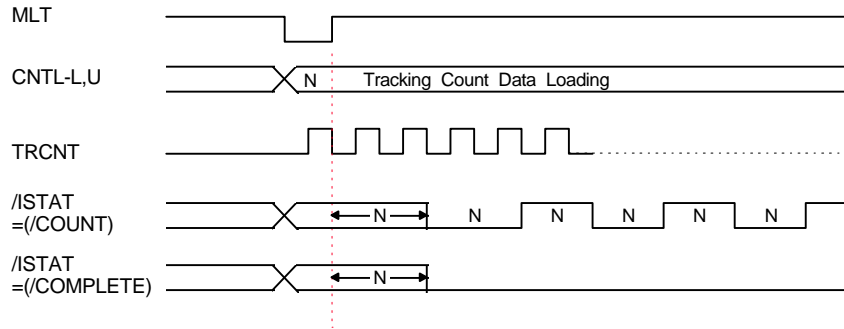 MLT
CNTL-L,U
N Tracking Count Data Loading
TRCNT
/ISTAT
=(/COUNT)
N N N N N N
/ISTAT
=(/COMPLETE)
N